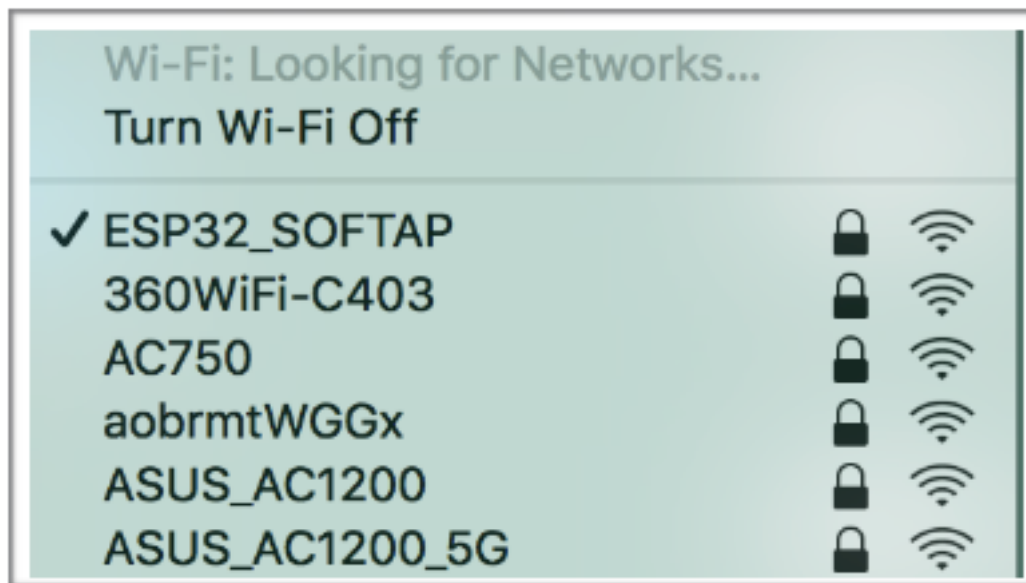 Wi-Fi: Looking for Networks...
Turn Wi-Fi Off
ESP32_SOFTAP
360WiFi-C403
AC750
aobrmtWGGx
ASUS_AC1200
ASUS_AC1200_5G